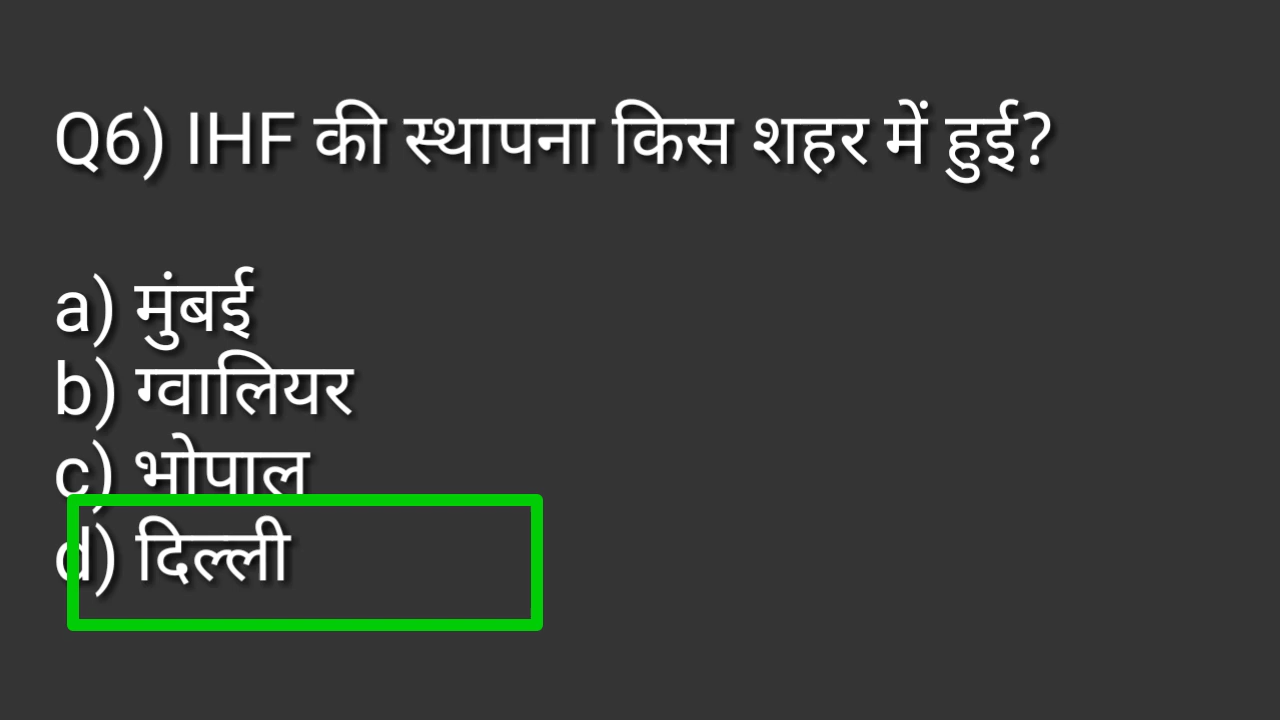 Q6) IHF की स्थापना किस शहर में हुई?
a) मुंबई
b) ग्वालियर
c) भोपाल
d) दिल्ली